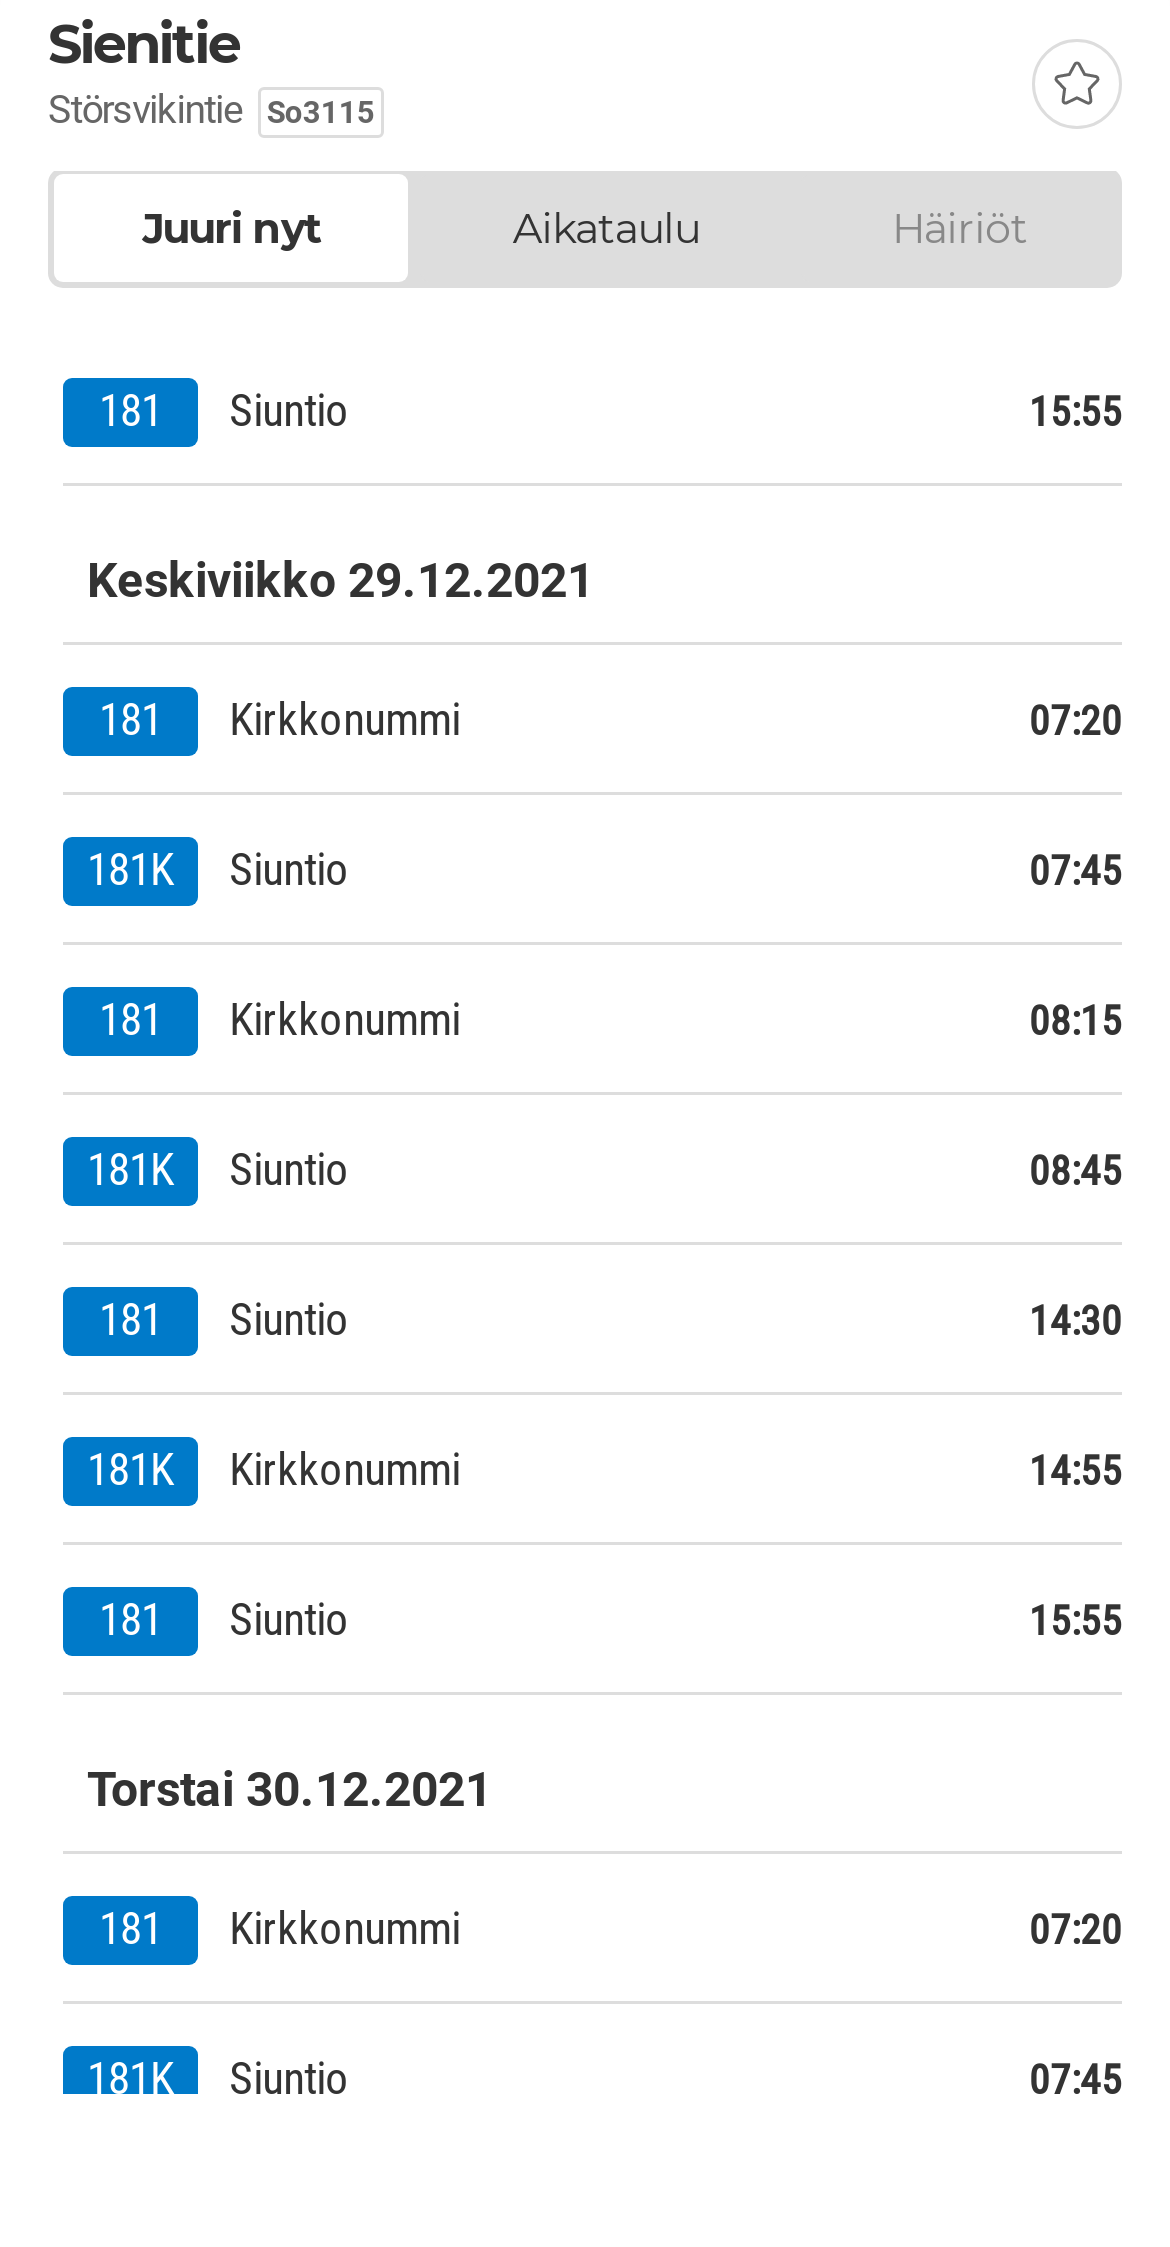 Sienitie
Störsvikintie So3115
Juuri nyt Aikataulu Häiriöt
181 Siuntio 15:55
Keskiviikko 29.12.2021
181 Kirkkonummi 07:20
181K Siuntio 07:45
181 Kirkkonummi 08:15
181K Siuntio 08:45
181 Siuntio 14:30
181K Kirkkonummi 14:55
181 Siuntio 15:55
Torstai 30.12.2021
181 Kirkkonummi 07:20
181K Siuntio 07:45